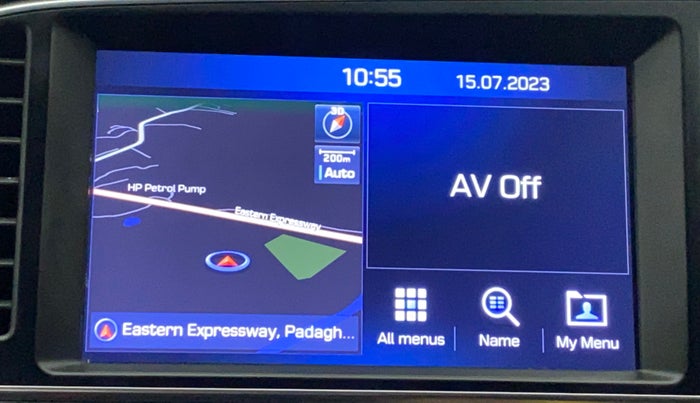 10:55
15.07.2023
3D
200m
Auto
HP Petrol Pump
Eastern Expressway
AV Off
Eastern Expressway, Padagh...
All menus
Name
My Menu